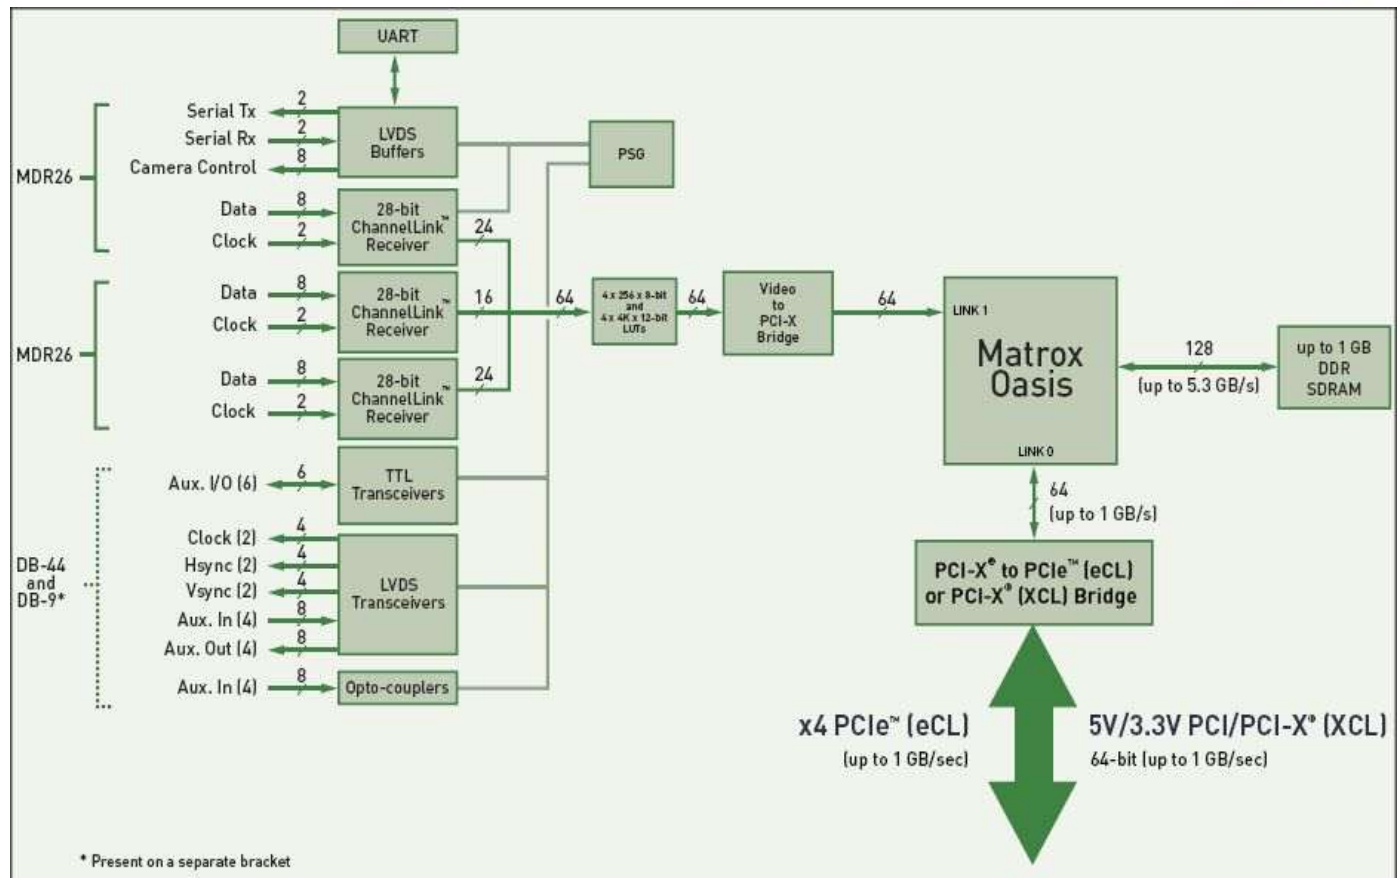 UART
Serial Tx
2
Serial Rx
2
Camera Control
8
LVDS
Buffers
PSG
MDR26
Data
8
Clock
2
28-bit
ChannelLink™
Receiver
24
MDR26
Data
8
Clock
2
28-bit
ChannelLink™
Receiver
16
Data
8
Clock
2
28-bit
ChannelLink™
Receiver
24
64
4 x 256 x 8-bit
and
4 x 4K x 12-bit
LUTs
64
Video
to
PCI-X
Bridge
64
LINK 1
Matrox
Oasis
LINK 0
128
(up to 5.3 GB/s)
up to 1 GB
DDR
SDRAM
64
(up to 1 GB/s)
PCI-X® to PCIe™ (eCL)
or PCI-X® (XCL) Bridge
x4 PCIe™ (eCL)
(up to 1 GB/sec)
5V/3.3V PCI/PCI-X® (XCL)
64-bit (up to 1 GB/sec)
DB-44
and
DB-9*
Aux. I/O (6)
6
TTL
Transceivers
Clock (2)
4
Hsync (2)
4
Vsync (2)
4
Aux. In (4)
8
Aux. Out (4)
8
LVDS
Transceivers
Aux. In (4)
8
Opto-couplers
* Present on a separate bracket